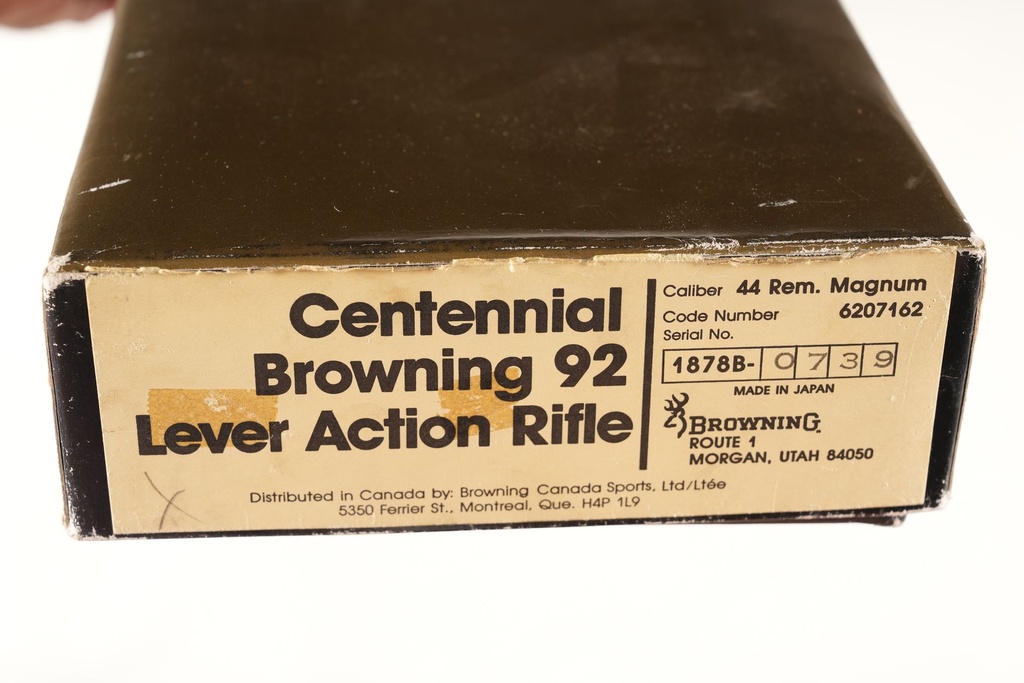 Centennial
Browning 92
Lever Action Rifle
Distributed in Canada by: Browning Canada Sports, Ltd/Ltée
5350 Ferrier St., Montreal, Que. H4P 1L9
Caliber 44 Rem. Magnum
Code Number 6207162
Serial No.
1878B-0739
MADE IN JAPAN
BROWNING.
ROUTE 1
MORGAN, UTAH 84050